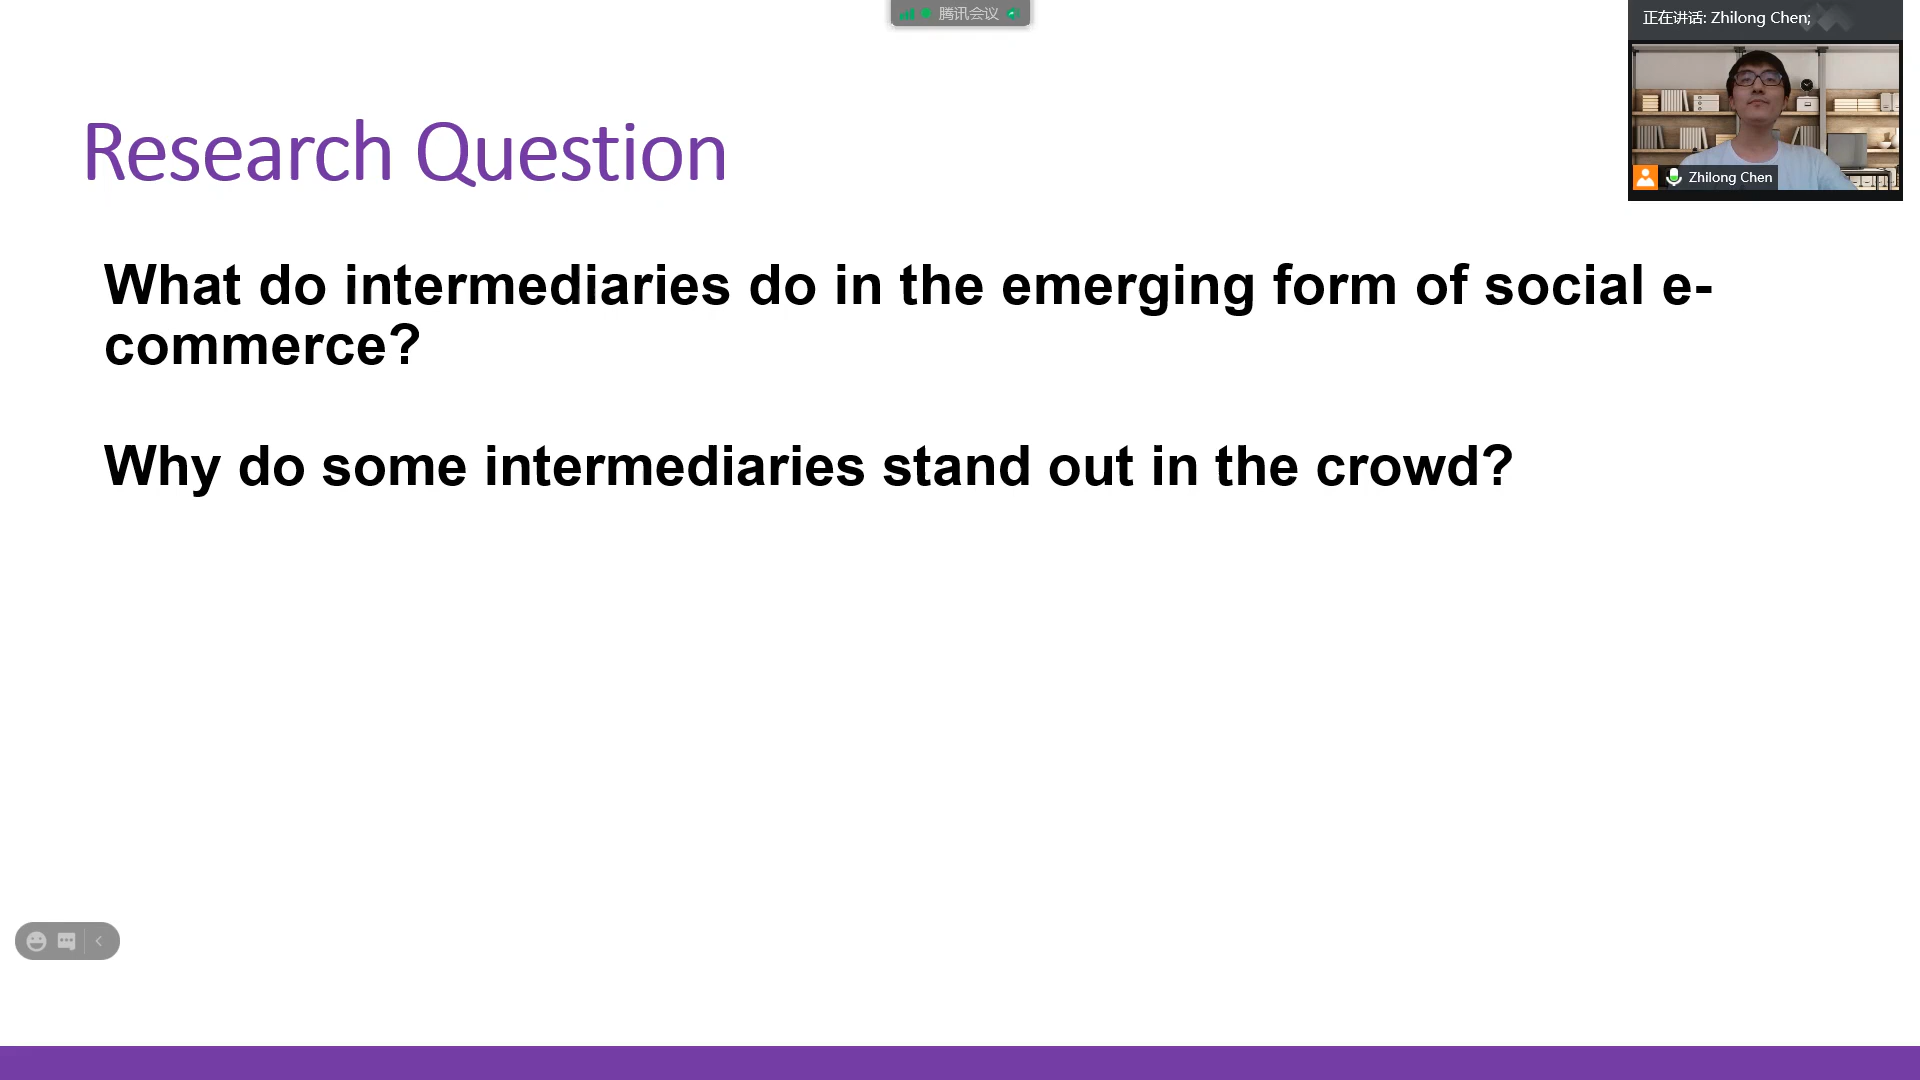 腾讯会议
正在讲话: Zhilong Chen;
Zhilong Chen
Research Question
What do intermediaries do in the emerging form of social e-
commerce?
Why do some intermediaries stand out in the crowd?